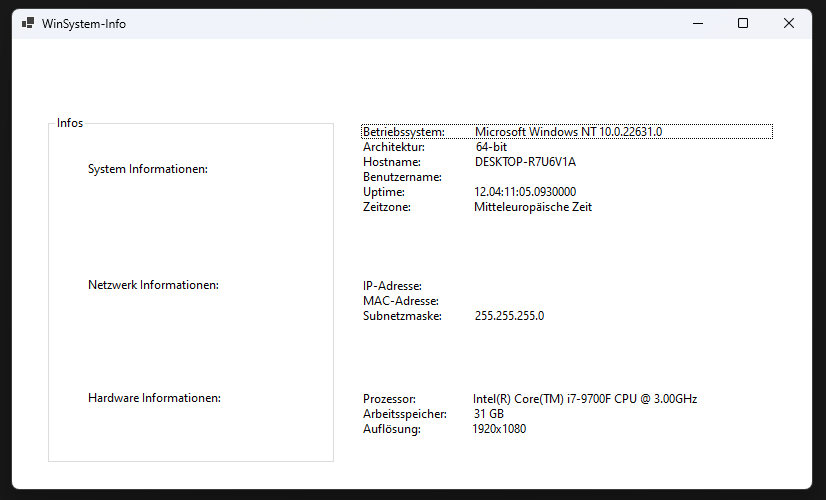 WinSystem-Info
Infos
System Informationen:
Betriebssystem: Microsoft Windows NT 10.0.22631.0
Architektur: 64-bit
Hostname: DESKTOP-R7U6V1A
Benutzername:
Uptime: 12.04:11:05.0930000
Zeitzone: Mitteleuropäische Zeit
Netzwerk Informationen:
IP-Adresse:
MAC-Adresse:
Subnetzmaske: 255.255.255.0
Hardware Informationen:
Prozessor: Intel(R) Core(TM) i7-9700F CPU @ 3.00GHz
Arbeitsspeicher: 31 GB
Auflösung: 1920x1080